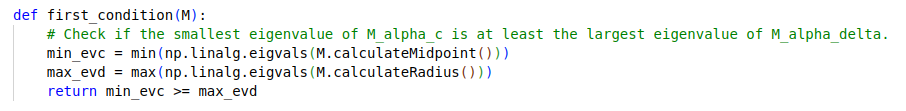 def first_condition(M):
    # Check if the smallest eigenvalue of M_alpha_c is at least the largest eigenvalue of M_alpha_delta.
    min_evc = min(np.linalg.eigvals(M.calculateMidpoint()))
    max_evd = max(np.linalg.eigvals(M.calculateRadius()))
    return min_evc >= max_evd